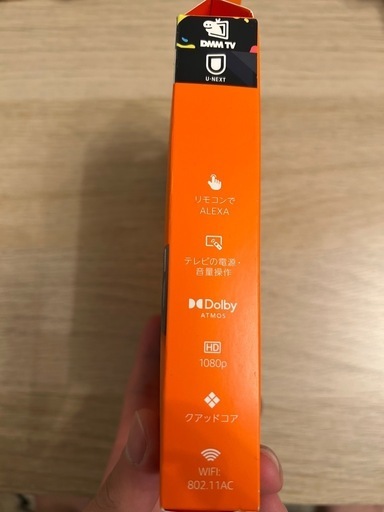 DMM TV
U-NEXT
リモコンで
ALEXA
テレビの電源・
音量操作
Dolby
ATMOS
HD
1080p
クアッドコア
WIFI:
802.11AC